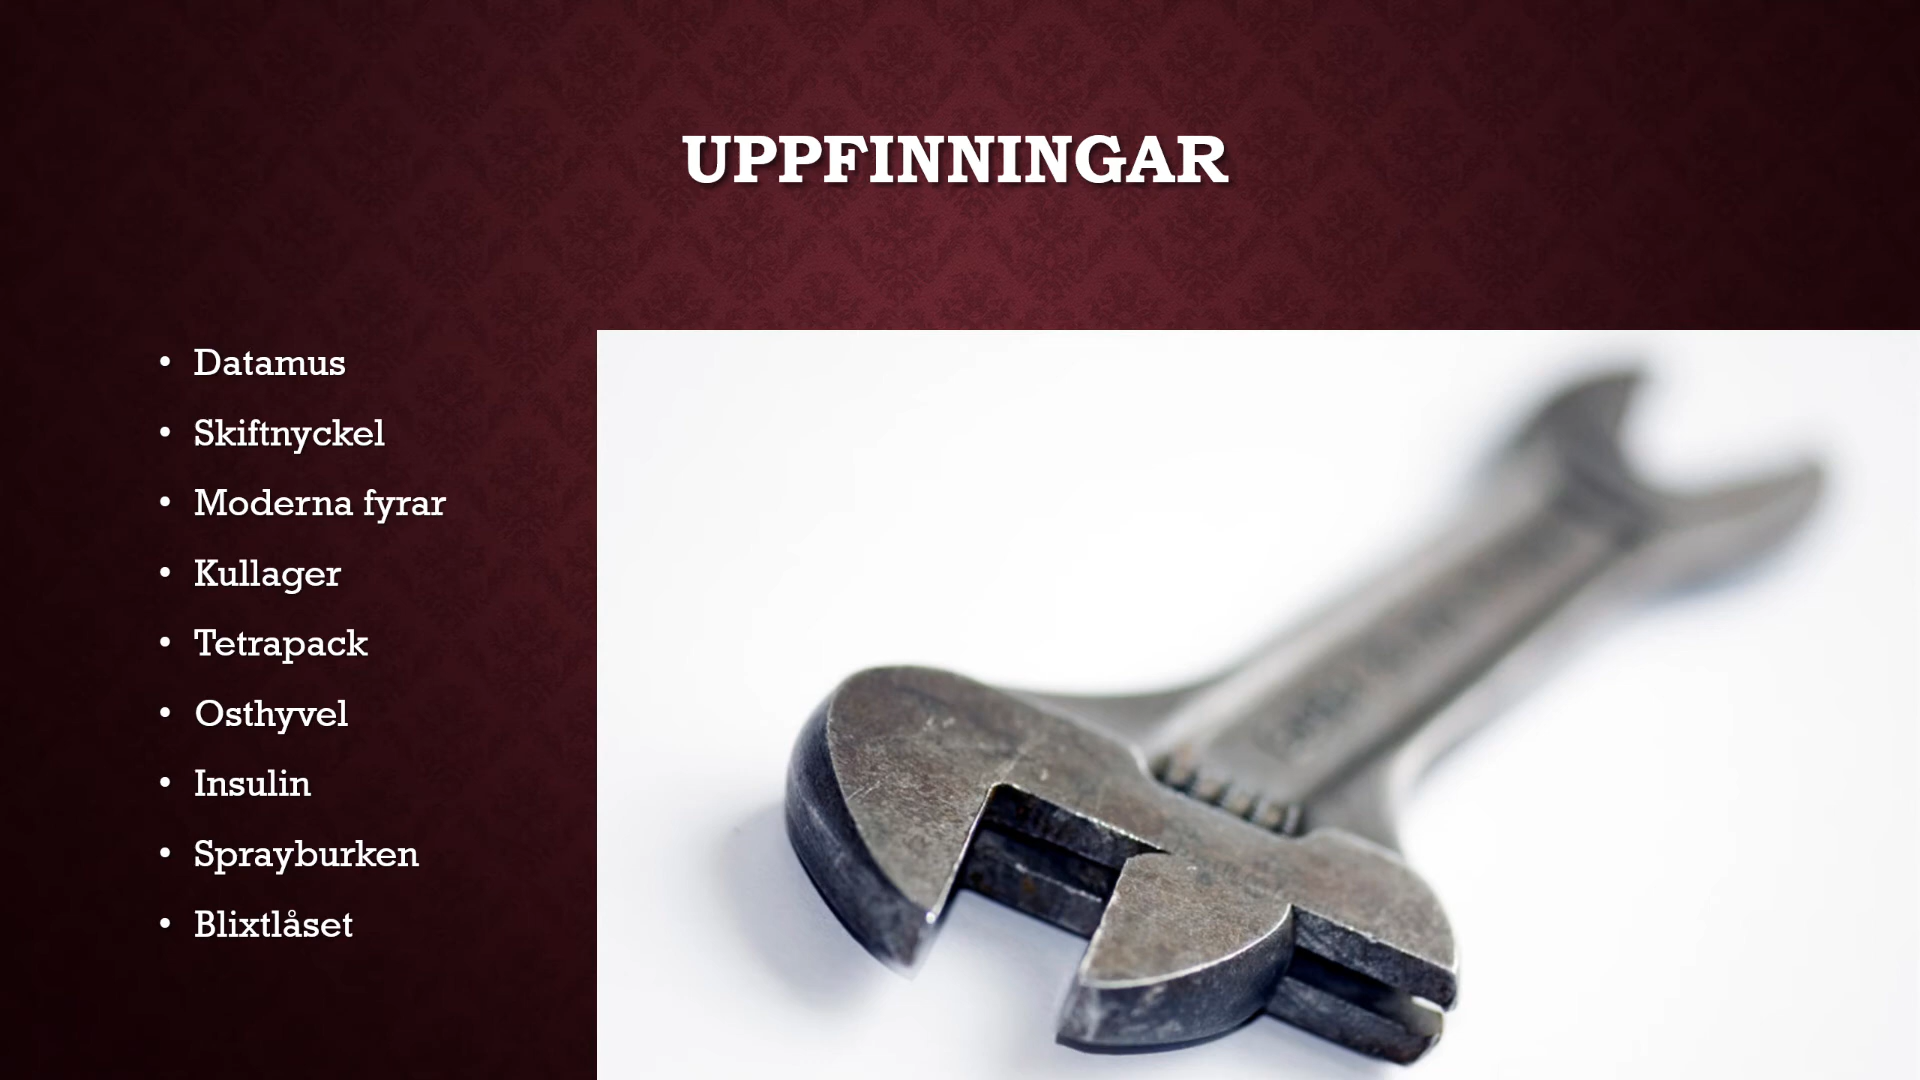 UPPFINNINGAR
• Datamus
• Skiftnyckel
• Moderna fyrar
• Kullager
• Tetrapack
• Osthyvel
• Insulin
• Sprayburken
• Blixtlåset